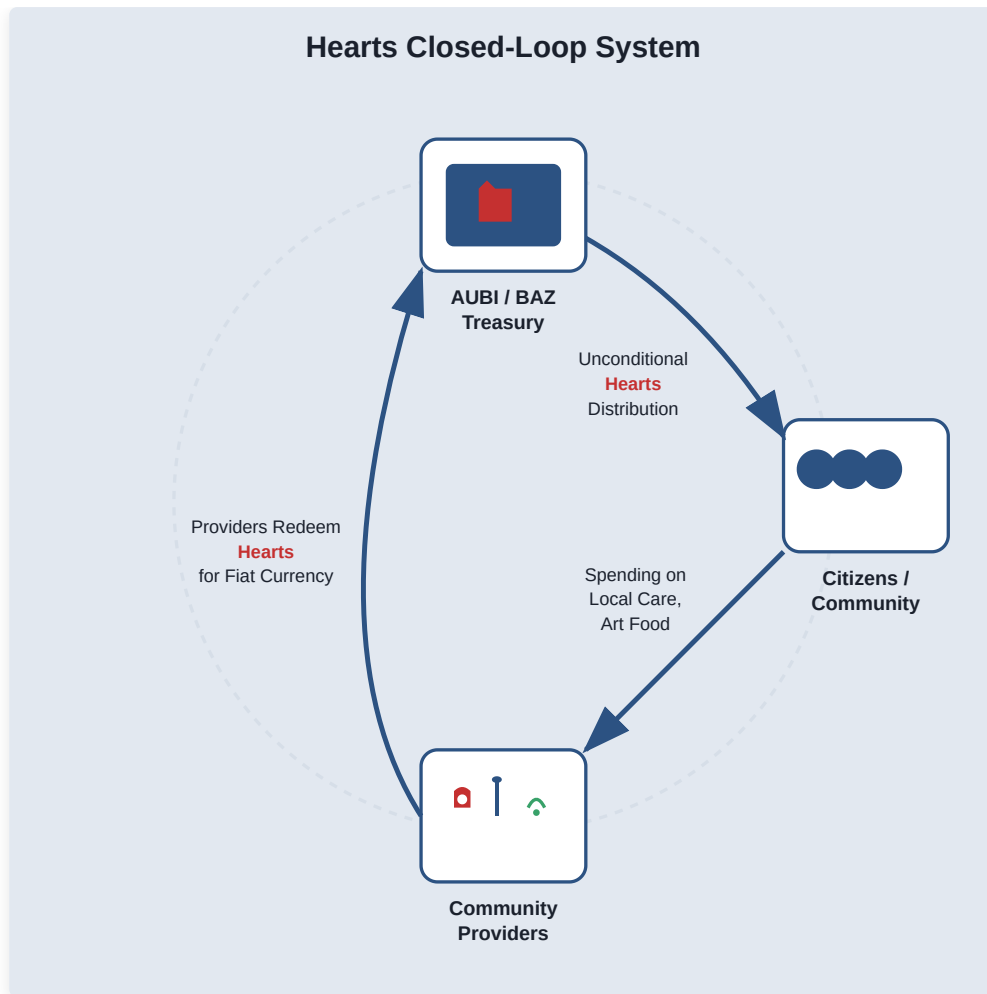 Hearts Closed-Loop System
AUBI / BAZ
Treasury
Unconditional
Hearts
Distribution
Citizens /
Community
Spending on
Local Care,
Art Food
Providers Redeem
Hearts
for Fiat Currency
Community
Providers